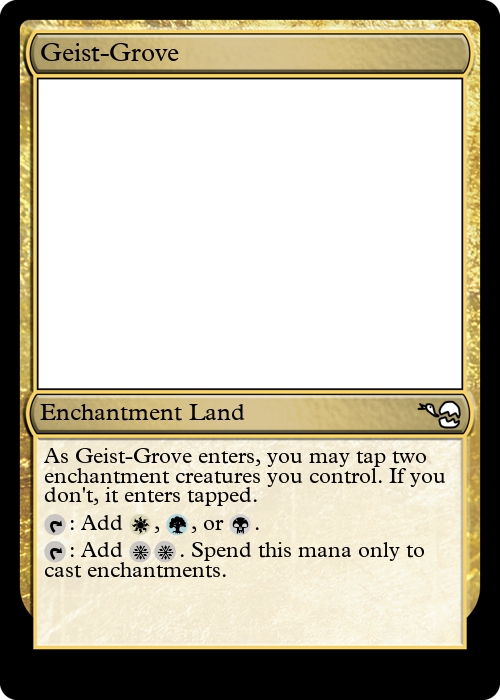 Geist-Grove
Enchantment Land
As Geist-Grove enters, you may tap two
enchantment creatures you control. If you
don't, it enters tapped.
: Add , , or .
: Add . Spend this mana only to
cast enchantments.